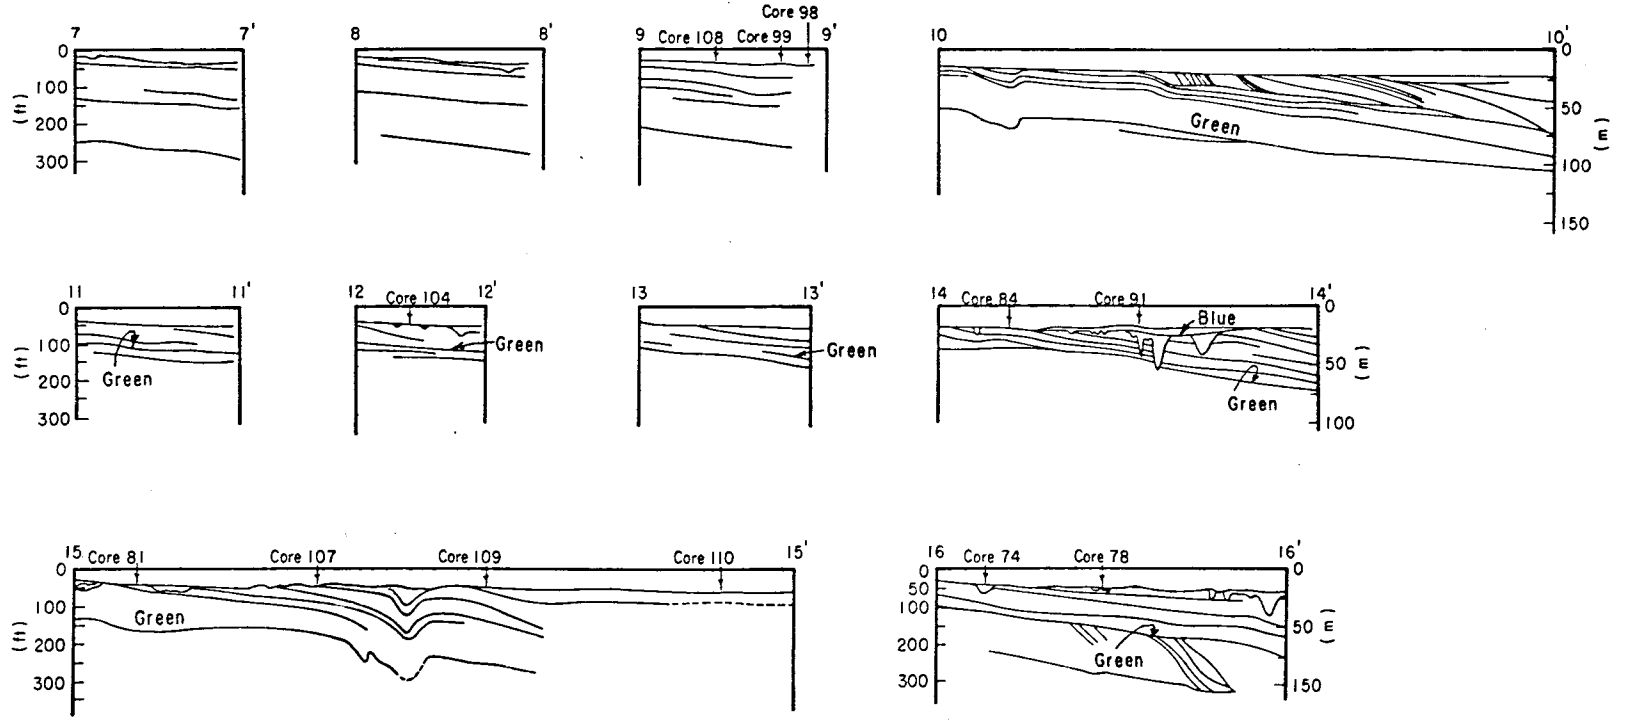 Core 98
7 7' 8 8' 9 Core 108 Core 99 9' 10 10'
0 0
100 50
(ft) Green (m)
200
300 100
150
11 11' 12 Core 104 12' 13 13' 14 Core 84 Core 91 14'
0 0
Blue
100 Green Green 50
(ft) (m)
Green
200
Green
300 100
15 Core 81 Core 107 Core 109 Core 110 15' 16 Core 74 Core 78 16'
0 0 0
50
100 100
Green 50
(ft) (m)
200 200
Green
300 300 150